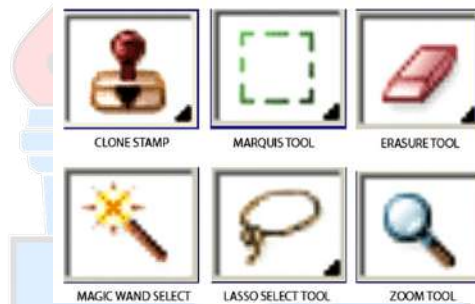 CLONE STAMP
MARQUIS TOOL
ERASURE TOOL
MAGIC WAND SELECT
LASSO SELECT TOOL
ZOOM TOOL